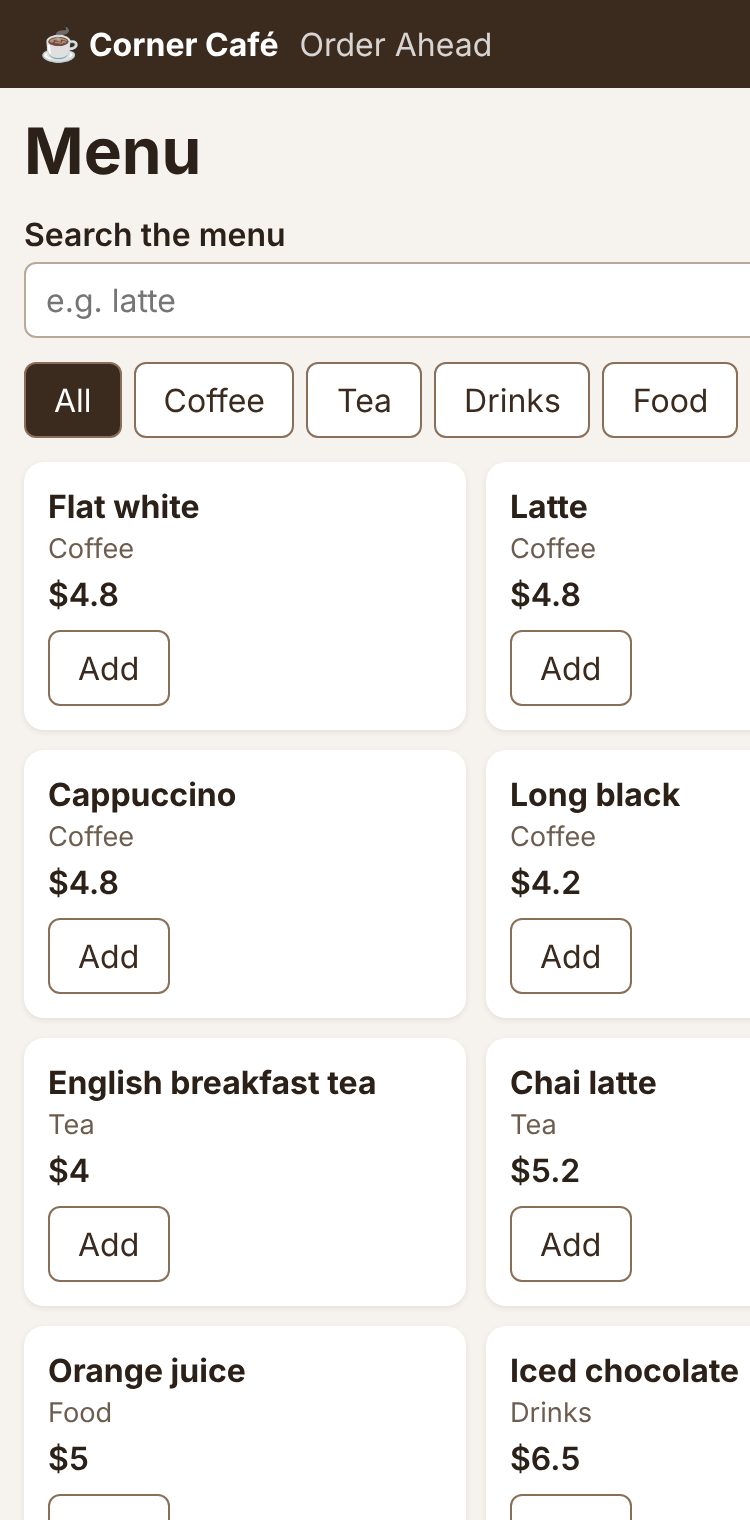 ☕ Corner Café Order Ahead
Menu
Search the menu
e.g. latte
All Coffee Tea Drinks Food
Flat white
Coffee
$4.8
Add
Latte
Coffee
$4.8
Add
Cappuccino
Coffee
$4.8
Add
Long black
Coffee
$4.2
Add
English breakfast tea
Tea
$4
Add
Chai latte
Tea
$5.2
Add
Orange juice
Food
$5
Iced chocolate
Drinks
$6.5